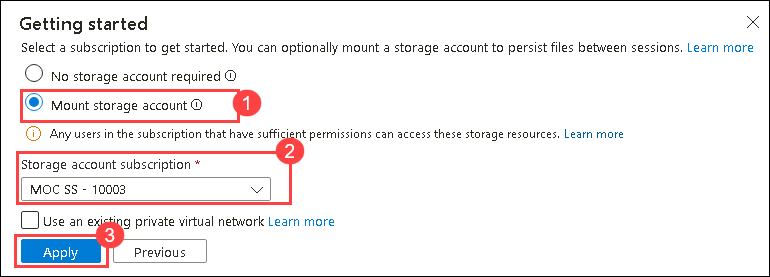 Getting started
Select a subscription to get started. You can optionally mount a storage account to persist files between sessions. Learn more
No storage account required
Mount storage account
1
Any users in the subscription that have sufficient permissions can access these storage resources. Learn more
2
Storage account subscription *
MOC SS - 10003
Use an existing private virtual network Learn more
3
Apply Previous